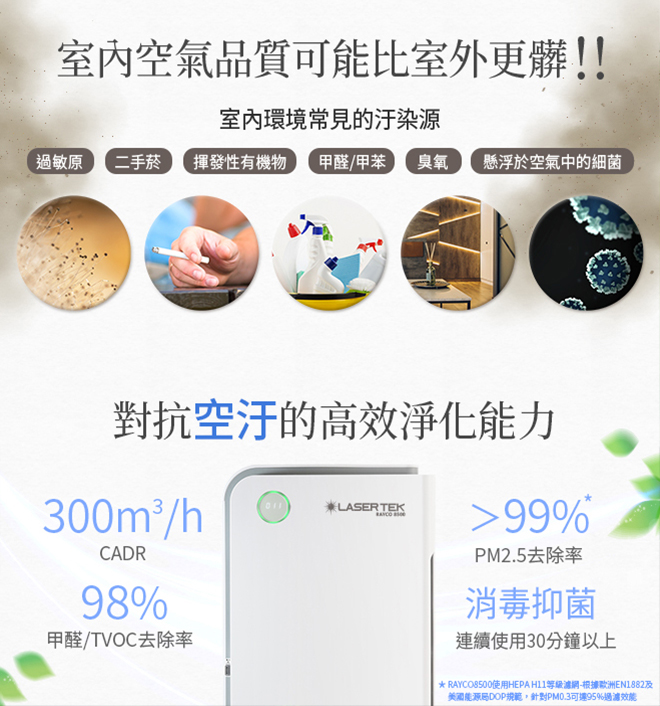 室內空氣品質可能比室外更髒!!
室內環境常見的汙染源
過敏原 二手菸 揮發性有機物 甲醛/甲苯 臭氧 懸浮於空氣中的細菌
對抗空汙的高效淨化能力
300m³/h
CADR
98%
甲醛/TVOC去除率
LASER TEK
RAYCO 8500
>99%*
PM2.5去除率
消毒抑菌
連續使用30分鐘以上
★ RAYCO8500使用HEPA H11等級濾網-根據歐洲EN1882及
美國能源局DOP規範，針對PM0.3可達95%過濾效能